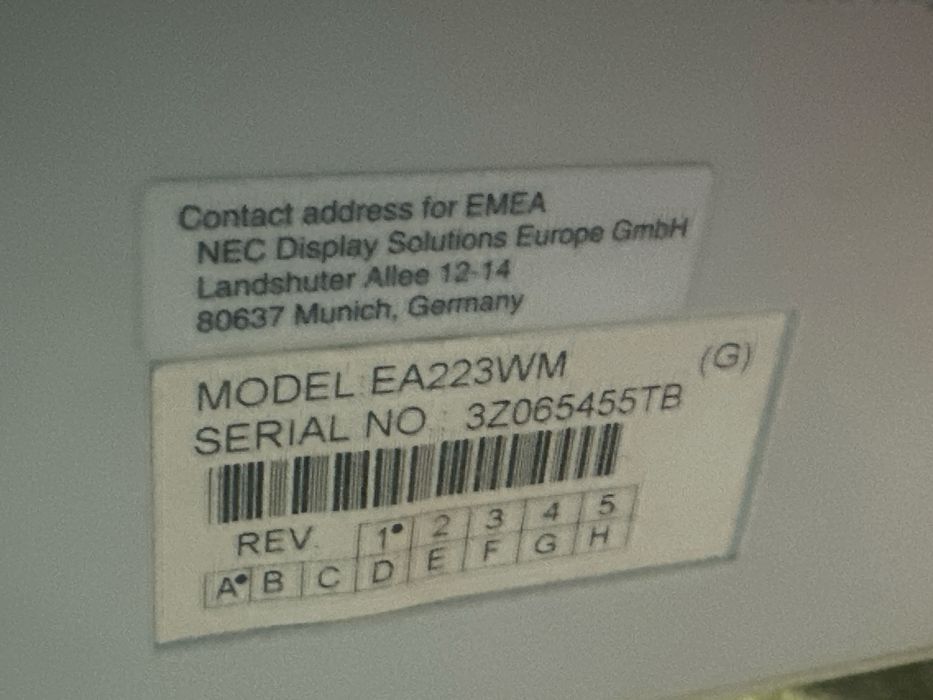 Contact address for EMEA
NEC Display Solutions Europe GmbH
Landshuter Allee 12-14
80637 Munich, Germany
MODEL EA223WM (G)
SERIAL NO : 3Z065455TB
REV. 1• 2 3 4 5
A• B C D E F G H